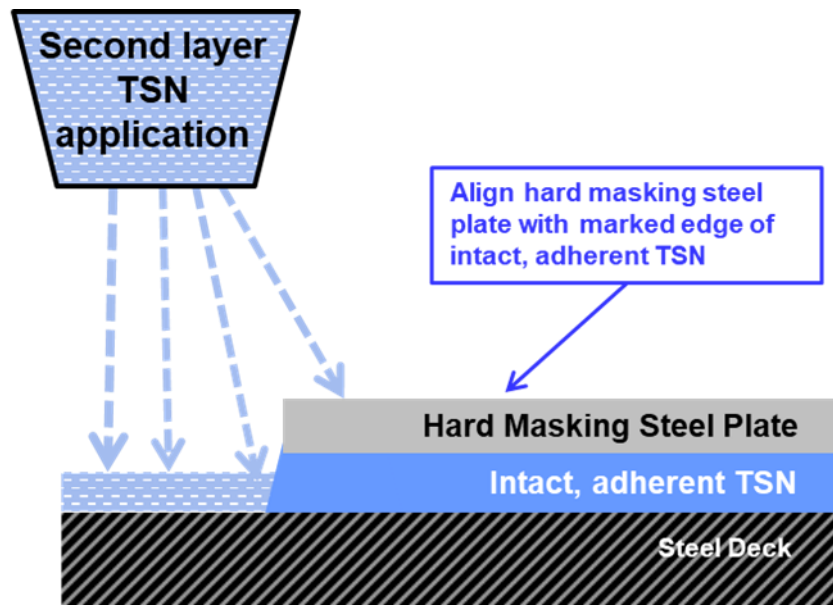 Second layer
TSN
application
Align hard masking steel
plate with marked edge of
intact, adherent TSN
Hard Masking Steel Plate
Intact, adherent TSN
Steel Deck